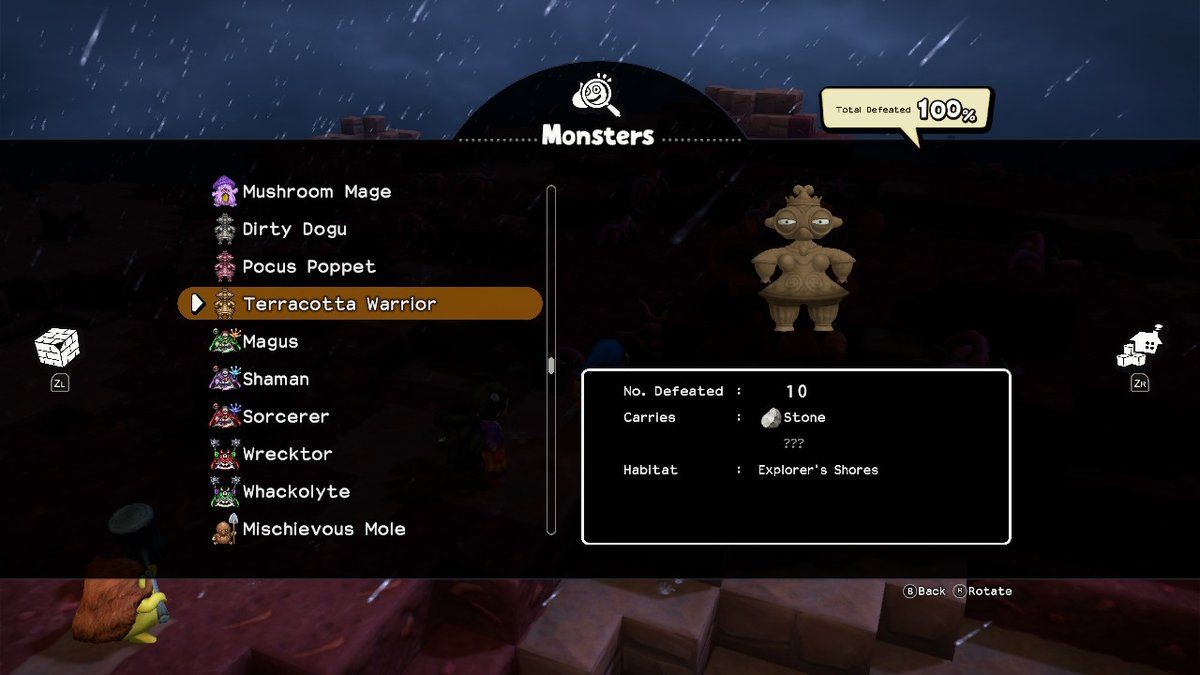 Monsters
Total Defeated 100%
Mushroom Mage
Dirty Dogu
Pocus Poppet
Terracotta Warrior
Magus
Shaman
Sorcerer
Wrecktor
Whackolyte
Mischievous Mole
ZL
No. Defeated : 10
Carries : Stone
???
Habitat : Explorer's Shores
ZR
B Back R Rotate